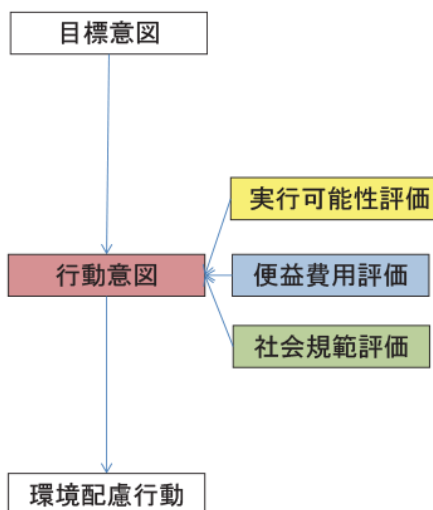 目標意図
実行可能性評価
行動意図
便益費用評価
社会規範評価
環境配慮行動